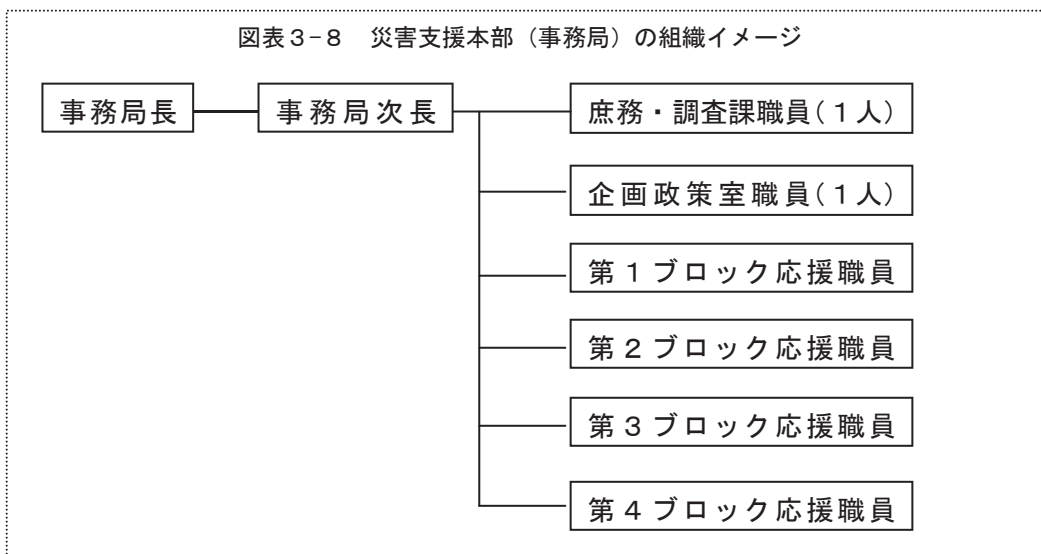 図表３-８　災害支援本部（事務局）の組織イメージ
事務局長
事務局次長
庶務・調査課職員(１人)
企画政策室職員(１人)
第１ブロック応援職員
第２ブロック応援職員
第３ブロック応援職員
第４ブロック応援職員